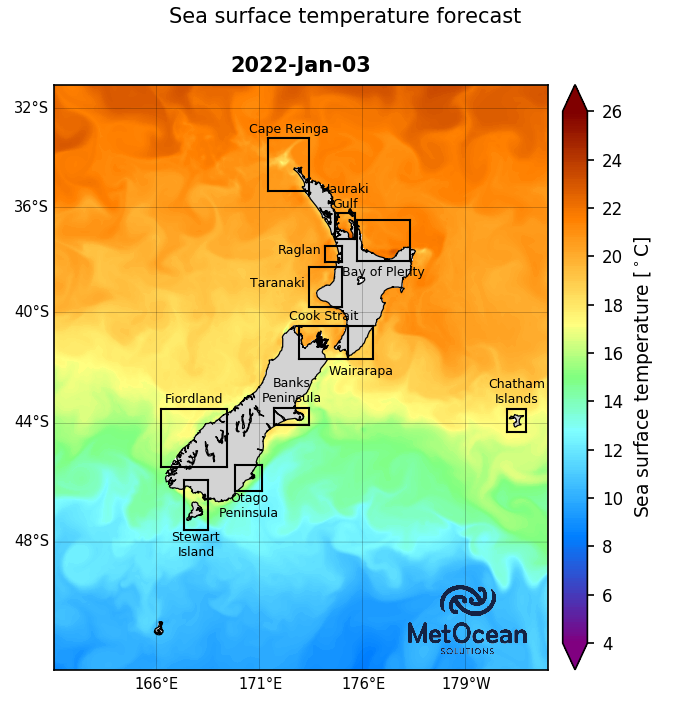 Sea surface temperature forecast
2022-Jan-03
32°S
36°S
40°S
44°S
48°S
166°E
171°E
176°E
179°W
Cape Reinga
Hauraki
Gulf
Raglan
Bay of Plenty
Taranaki
Cook Strait
Wairarapa
Banks
Peninsula
Fiordland
Chatham
Islands
Otago
Peninsula
Stewart
Island
MetOcean
SOLUTIONS
26
24
22
20
18
16
14
12
10
8
6
4
Sea surface temperature [°C]